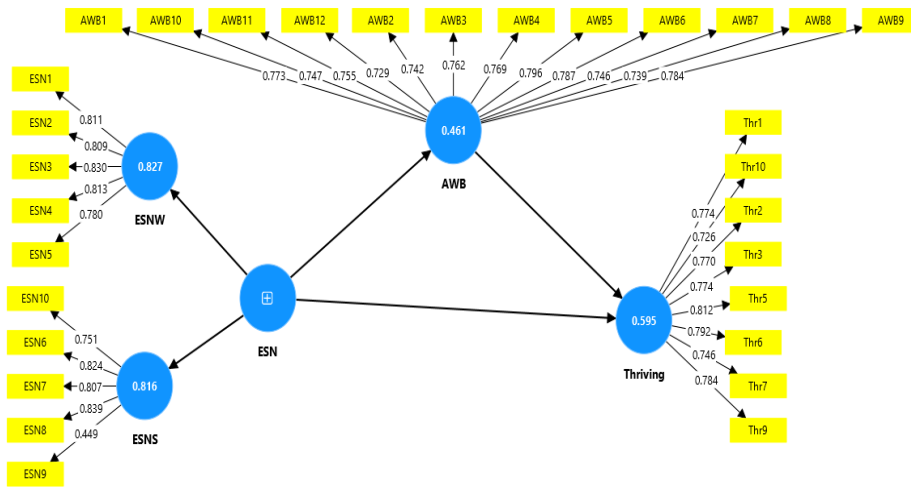 AWB1 AWB10 AWB11 AWB12 AWB2 AWB3 AWB4 AWB5 AWB6 AWB7 AWB8 AWB9
0.773 0.747 0.755 0.729 0.742 0.762 0.769 0.796 0.787 0.746 0.739 0.784
0.461
AWB
ESN1
ESN2
ESN3
ESN4
ESN5
0.811
0.809
0.830
0.813
0.780
0.827
ESNW
ESN
ESN10
ESN6
ESN7
ESN8
ESN9
0.751
0.824
0.807
0.839
0.449
0.816
ESNS
Thr1
Thr10
Thr2
Thr3
Thr5
Thr6
Thr7
Thr9
0.774
0.726
0.770
0.774
0.812
0.792
0.746
0.784
0.595
Thriving